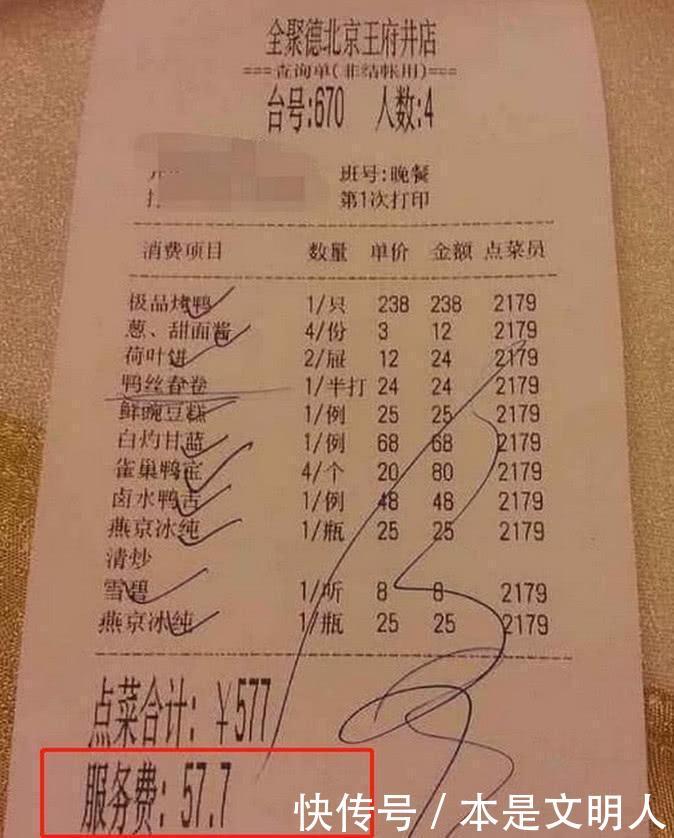 全聚德北京王府井店
===查询单(非结帐用)===
台号:670 人数:4
班号:晚餐
第1次打印
消费项目 数量 单价 金额 点菜员
极品烤鸭 1/只 238 238 2179
葱、甜面酱 4/份 3 12 2179
荷叶饼 2/屉 12 24 2179
鸭丝春卷 1/半打 24 24 2179
鲜豌豆糕 1/例 25 25 2179
白灼甘蓝 1/例 68 68 2179
雀巢鸭宝 4/个 20 80 2179
卤水鸭舌 1/例 48 48 2179
燕京冰纯 1/瓶 25 25 2179
清炒
雪碧 1/听 8 8 2179
燕京冰纯 1/瓶 25 25 2179
点菜合计: ¥577
服务费: 57.7
快传号 / 本是文明人